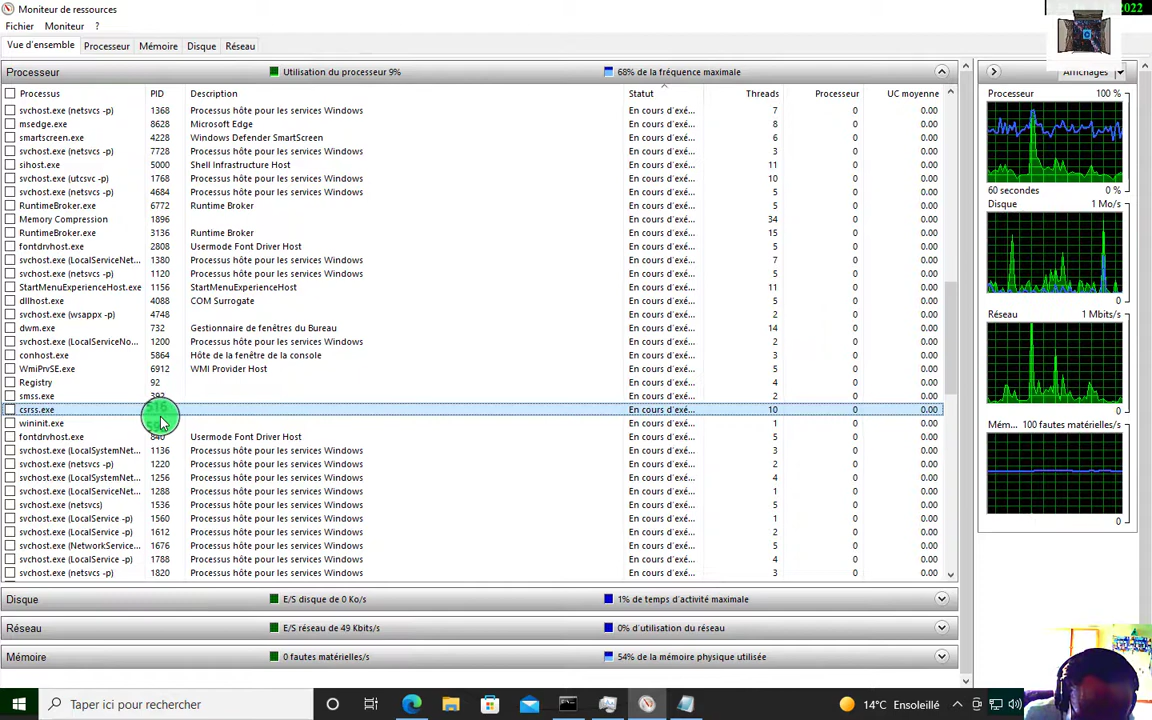 2022
Moniteur de ressources
Fichier Moniteur ?
Vue d'ensemble Processeur Mémoire Disque Réseau
Processeur Utilisation du processeur 9% 68% de la fréquence maximale
Processus PID Description Statut Threads Processeur UC moyenne
svchost.exe (netsvcs -p) 1368 Processus hôte pour les services Windows En cours d'exé... 7 0 0.00
msedge.exe 8628 Microsoft Edge En cours d'exé... 8 0 0.00
smartscreen.exe 4228 Windows Defender SmartScreen En cours d'exé... 6 0 0.00
svchost.exe (netsvcs -p) 7728 Processus hôte pour les services Windows En cours d'exé... 3 0 0.00
sihost.exe 5000 Shell Infrastructure Host En cours d'exé... 11 0 0.00
svchost.exe (utcsvc -p) 1768 Processus hôte pour les services Windows En cours d'exé... 10 0 0.00
svchost.exe (netsvcs -p) 4684 Processus hôte pour les services Windows En cours d'exé... 5 0 0.00
RuntimeBroker.exe 6772 Runtime Broker En cours d'exé... 5 0 0.00
Memory Compression 1896 En cours d'exé... 34 0 0.00
RuntimeBroker.exe 3136 Runtime Broker En cours d'exé... 15 0 0.00
fontdrvhost.exe 2808 Usermode Font Driver Host En cours d'exé... 5 0 0.00
svchost.exe (LocalServiceNet... 1380 Processus hôte pour les services Windows En cours d'exé... 7 0 0.00
svchost.exe (netsvcs -p) 1120 Processus hôte pour les services Windows En cours d'exé... 5 0 0.00
StartMenuExperienceHost.exe 1156 StartMenuExperienceHost En cours d'exé... 11 0 0.00
dllhost.exe 4088 COM Surrogate En cours d'exé... 5 0 0.00
svchost.exe (wsappx -p) 4748 Processus hôte pour les services Windows En cours d'exé... 2 0 0.00
dwm.exe 732 Gestionnaire de fenêtres du Bureau En cours d'exé... 14 0 0.00
svchost.exe (LocalServiceNo... 1200 Processus hôte pour les services Windows En cours d'exé... 2 0 0.00
conhost.exe 5864 Hôte de la fenêtre de la console En cours d'exé... 3 0 0.00
WmiPrvSE.exe 6912 WMI Provider Host En cours d'exé... 5 0 0.00
Registry 92 En cours d'exé... 4 0 0.00
smss.exe 392 En cours d'exé... 2 0 0.00
csrss.exe 516 En cours d'exé... 10 0 0.00
wininit.exe En cours d'exé... 1 0 0.00
fontdrvhost.exe 840 Usermode Font Driver Host En cours d'exé... 5 0 0.00
svchost.exe (LocalSystemNet... 1136 Processus hôte pour les services Windows En cours d'exé... 3 0 0.00
svchost.exe (netsvcs -p) 1220 Processus hôte pour les services Windows En cours d'exé... 2 0 0.00
svchost.exe (LocalSystemNet... 1256 Processus hôte pour les services Windows En cours d'exé... 4 0 0.00
svchost.exe (LocalServiceNet... 1288 Processus hôte pour les services Windows En cours d'exé... 1 0 0.00
svchost.exe (netsvcs) 1536 Processus hôte pour les services Windows En cours d'exé... 5 0 0.00
svchost.exe (LocalService -p) 1560 Processus hôte pour les services Windows En cours d'exé... 1 0 0.00
svchost.exe (LocalService -p) 1612 Processus hôte pour les services Windows En cours d'exé... 2 0 0.00
svchost.exe (NetworkService... 1676 Processus hôte pour les services Windows En cours d'exé... 5 0 0.00
svchost.exe (LocalService -p) 1788 Processus hôte pour les services Windows En cours d'exé... 4 0 0.00
svchost.exe (netsvcs -p) 1820 Processus hôte pour les services Windows En cours d'exé... 3 0 0.00
Disque E/S disque de 0 Ko/s 1% de temps d'activité maximale
Réseau E/S réseau de 49 Kbits/s 0% d'utilisation du réseau
Mémoire 0 fautes matérielles/s 54% de la mémoire physique utilisée
Affichages
Processeur 100 %
60 secondes 0 %
Disque 1 Mo/s
0
Réseau 1 Mbits/s
0
Mém... 100 fautes matérielles/s
0
Taper ici pour rechercher
14°C Ensoleillé